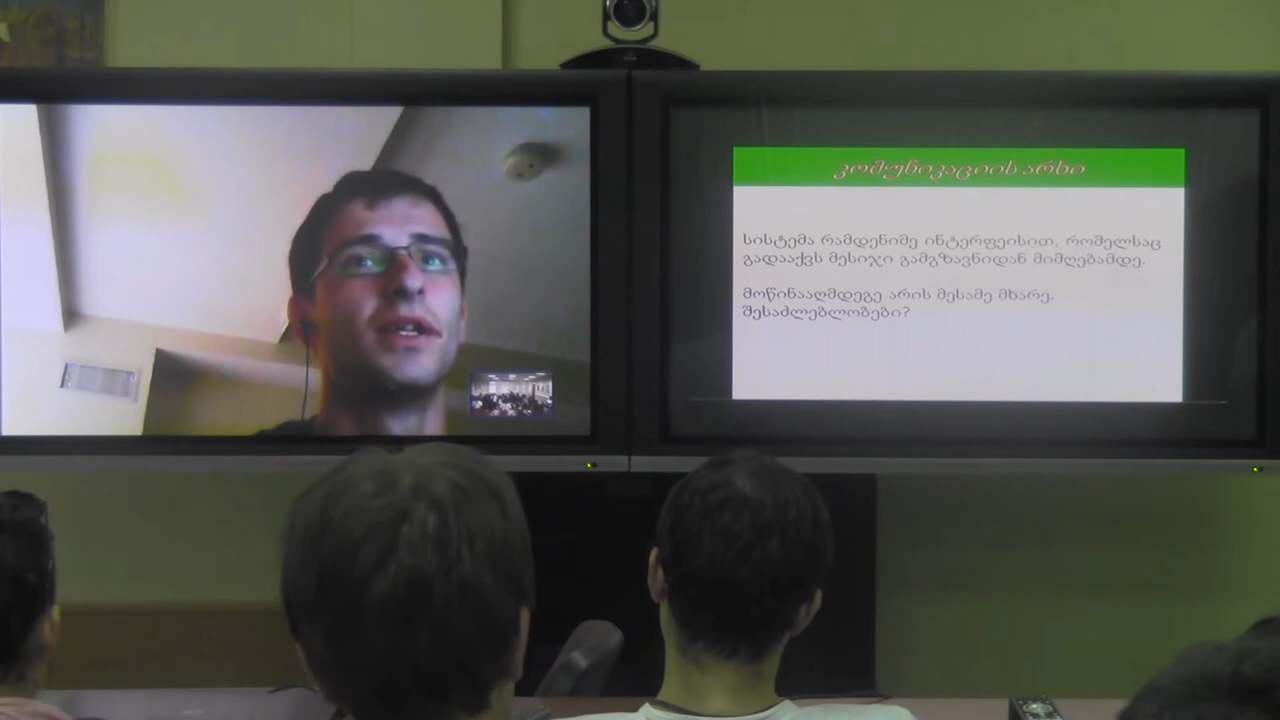 კომუნიკაციის არხი
სისტემა რამდენიმე ინტერფეისით, რომელსაც
გადააქვს მესიჯი გამგზავნიდან მიმღებამდე.
მოწინააღმდეგე არის მესამე მხარე.
შესაძლებლობები?